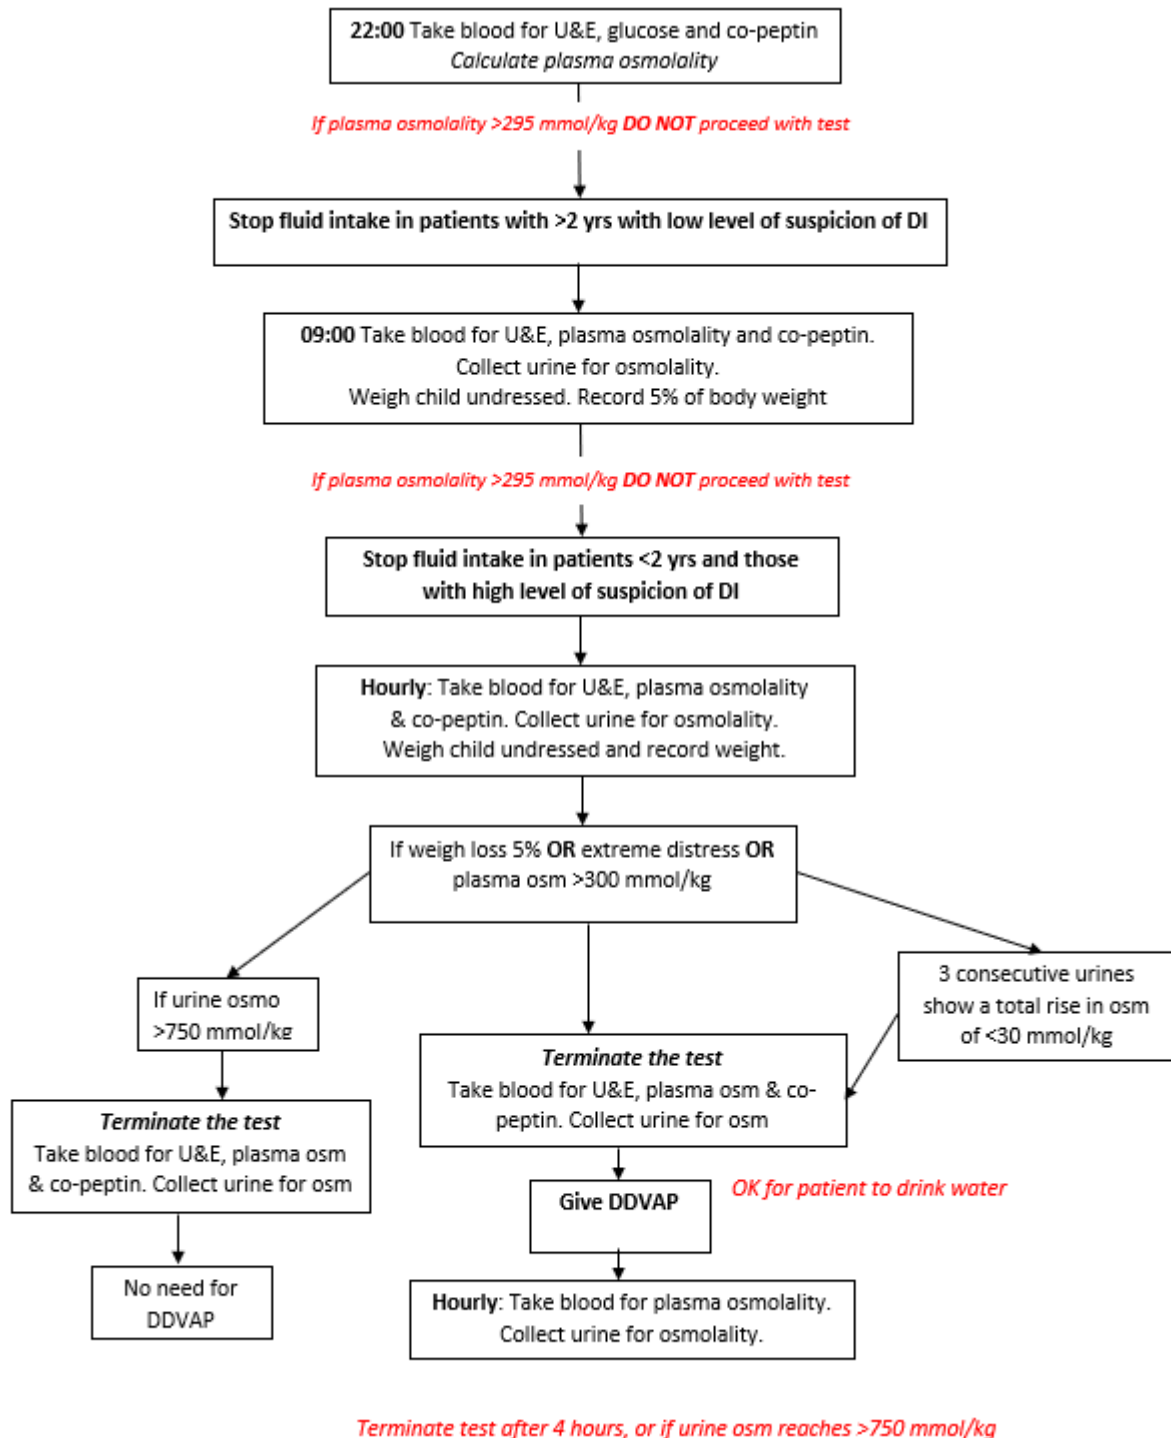 22:00 Take blood for U&E, glucose and co-peptin
Calculate plasma osmolality
If plasma osmolality >295 mmol/kg DO NOT proceed with test
Stop fluid intake in patients with >2 yrs with low level of suspicion of DI
09:00 Take blood for U&E, plasma osmolality and co-peptin.
Collect urine for osmolality.
Weigh child undressed. Record 5% of body weight
If plasma osmolality >295 mmol/kg DO NOT proceed with test
Stop fluid intake in patients <2 yrs and those
with high level of suspicion of DI
Hourly: Take blood for U&E, plasma osmolality
& co-peptin. Collect urine for osmolality.
Weigh child undressed and record weight.
If weigh loss 5% OR extreme distress OR
plasma osm >300 mmol/kg
If urine osmo
>750 mmol/kg
3 consecutive urines
show a total rise in osm
of <30 mmol/kg
Terminate the test
Take blood for U&E, plasma osm
& co-peptin. Collect urine for osm
Terminate the test
Take blood for U&E, plasma osm & co-
peptin. Collect urine for osm
No need for
DDVAP
Give DDVAP
OK for patient to drink water
Hourly: Take blood for plasma osmolality.
Collect urine for osmolality.
Terminate test after 4 hours, or if urine osm reaches >750 mmol/kg